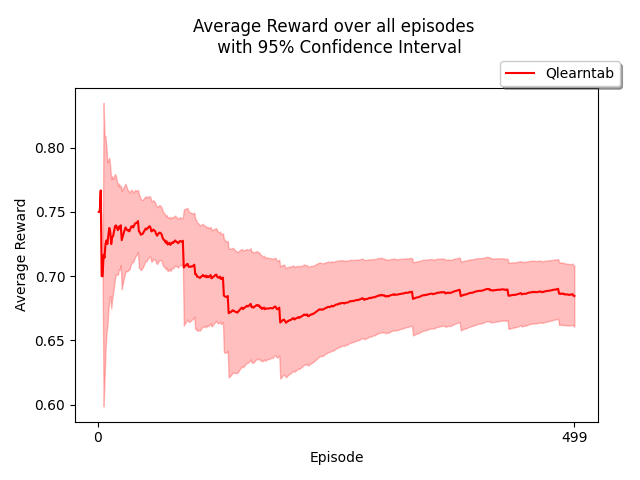 Average Reward over all episodes
with 95% Confidence Interval
Qlearntab
0.80
0.75
0.70
0.65
0.60
Average Reward
0
499
Episode